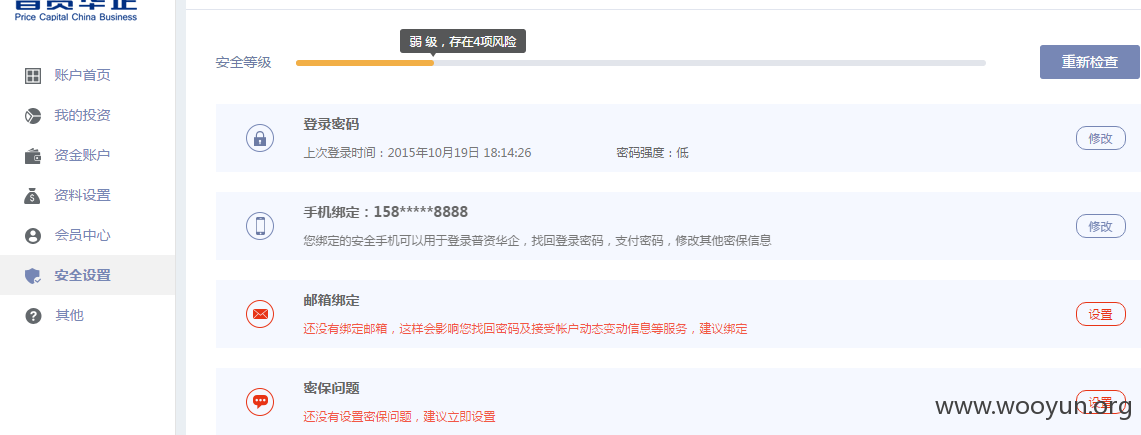 普资华企
Price Capital China Business
账户首页
我的投资
资金账户
资料设置
会员中心
安全设置
其他
弱 级，存在4项风险
安全等级
重新检查
登录密码
上次登录时间：2015年10月19日 18:14:26
密码强度：低
修改
手机绑定：158*****8888
您绑定的安全手机可以用于登录普资华企，找回登录密码，支付密码，修改其他密保信息
修改
邮箱绑定
还没有绑定邮箱，这样会影响您找回密码及接受帐户动态变动信息等服务，建议绑定
设置
密保问题
还没有设置密保问题，建议立即设置
设置
www.wooyun.org